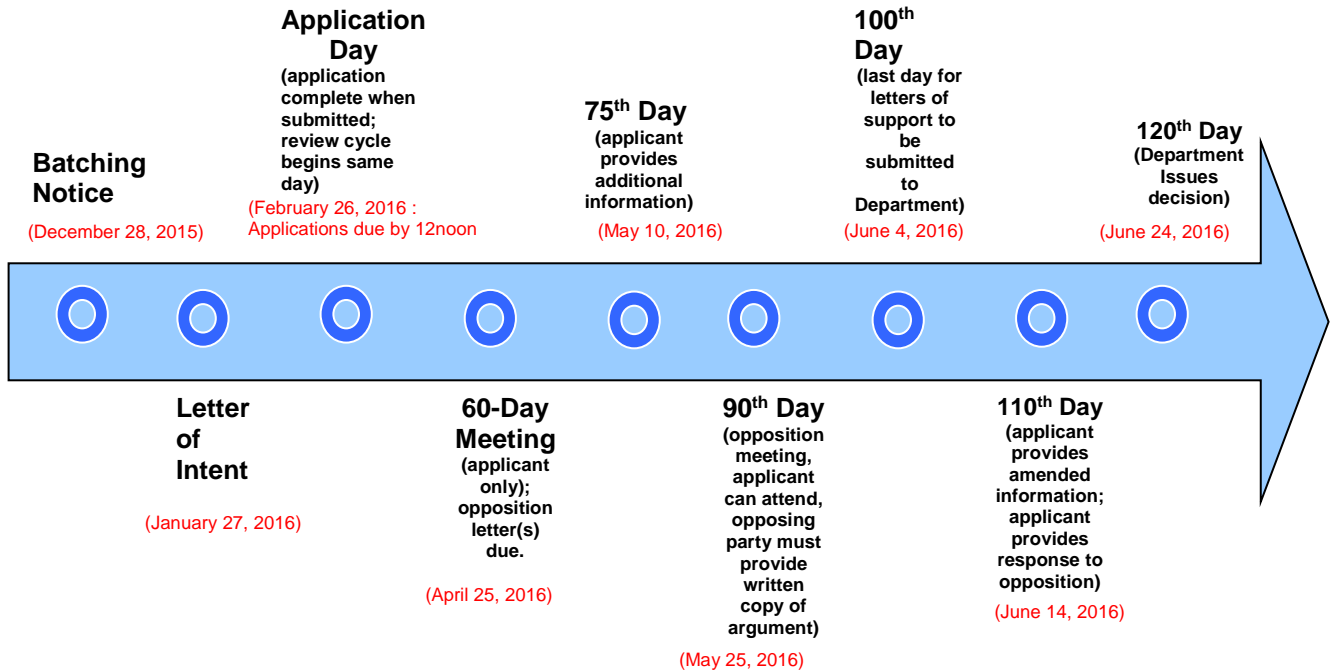 Batching
Notice
(December 28, 2015)
Letter
of
Intent
(January 27, 2016)
Application
Day
(application
complete when
submitted;
review cycle
begins same
day)
(February 26, 2016 :
Applications due by 12noon
60-Day
Meeting
(applicant
only);
opposition
letter(s)
due.
(April 25, 2016)
75th Day
(applicant
provides
additional
information)
(May 10, 2016)
90th Day
(opposition
meeting,
applicant
can attend,
opposing
party must
provide
written
copy of
argument)
(May 25, 2016)
100th
Day
(last day for
letters of
support to
be
submitted
to
Department)
(June 4, 2016)
110th Day
(applicant
provides
amended
information;
applicant
provides
response to
opposition)
(June 14, 2016)
120th Day
(Department
Issues
decision)
(June 24, 2016)